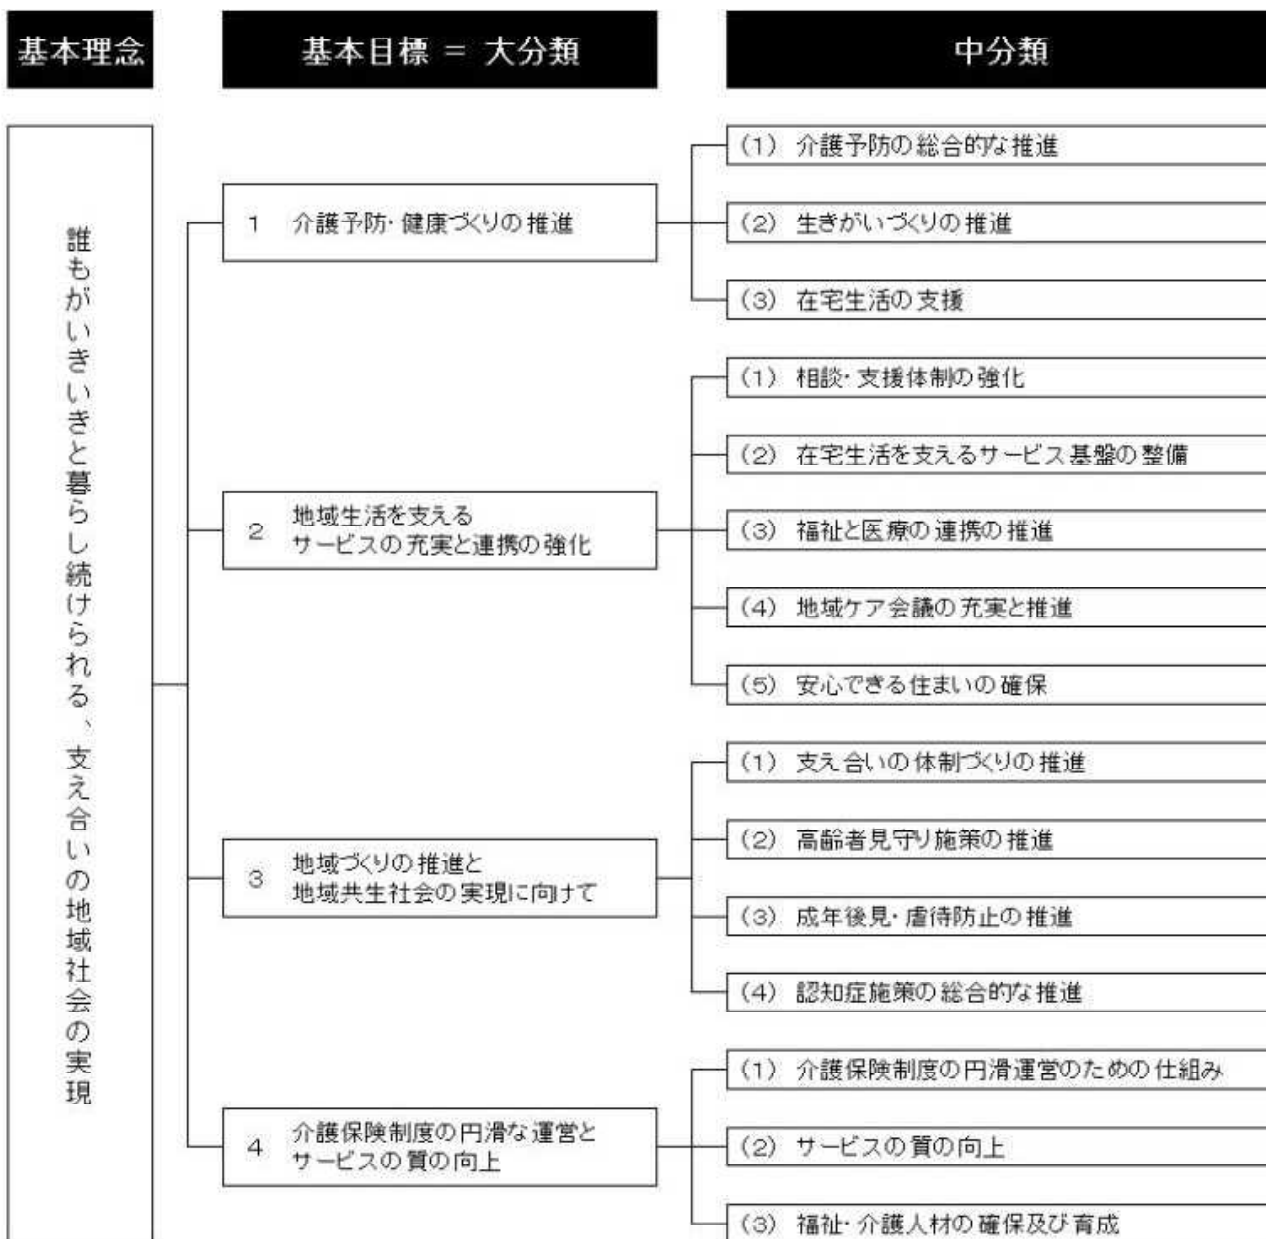 基本理念
基本目標 = 大分類
中分類
誰もがいきいきと暮らし続けられる、支え合いの地域社会の実現
1 介護予防・健康づくりの推進
(1) 介護予防の総合的な推進
(2) 生きがいづくりの推進
(3) 在宅生活の支援
2 地域生活を支える
サービスの充実と連携の強化
(1) 相談・支援体制の強化
(2) 在宅生活を支えるサービス基盤の整備
(3) 福祉と医療の連携の推進
(4) 地域ケア会議の充実と推進
(5) 安心できる住まいの確保
3 地域づくりの推進と
地域共生社会の実現に向けて
(1) 支え合いの体制づくりの推進
(2) 高齢者見守り施策の推進
(3) 成年後見・虐待防止の推進
(4) 認知症施策の総合的な推進
4 介護保険制度の円滑な運営と
サービスの質の向上
(1) 介護保険制度の円滑運営のための仕組み
(2) サービスの質の向上
(3) 福祉・介護人材の確保及び育成